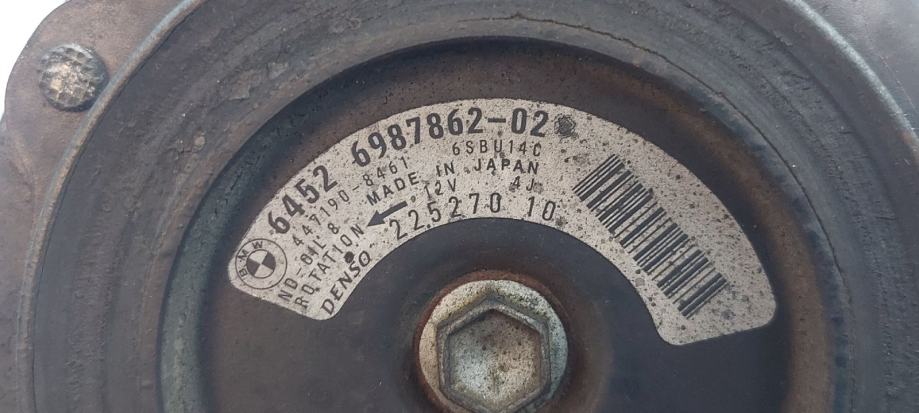 BMW
6452 6987862-02
447190-8461 6SBU14C
ND-OIL 8 MADE IN JAPAN
ROTATION 12V 4J
DENSO 225270 10